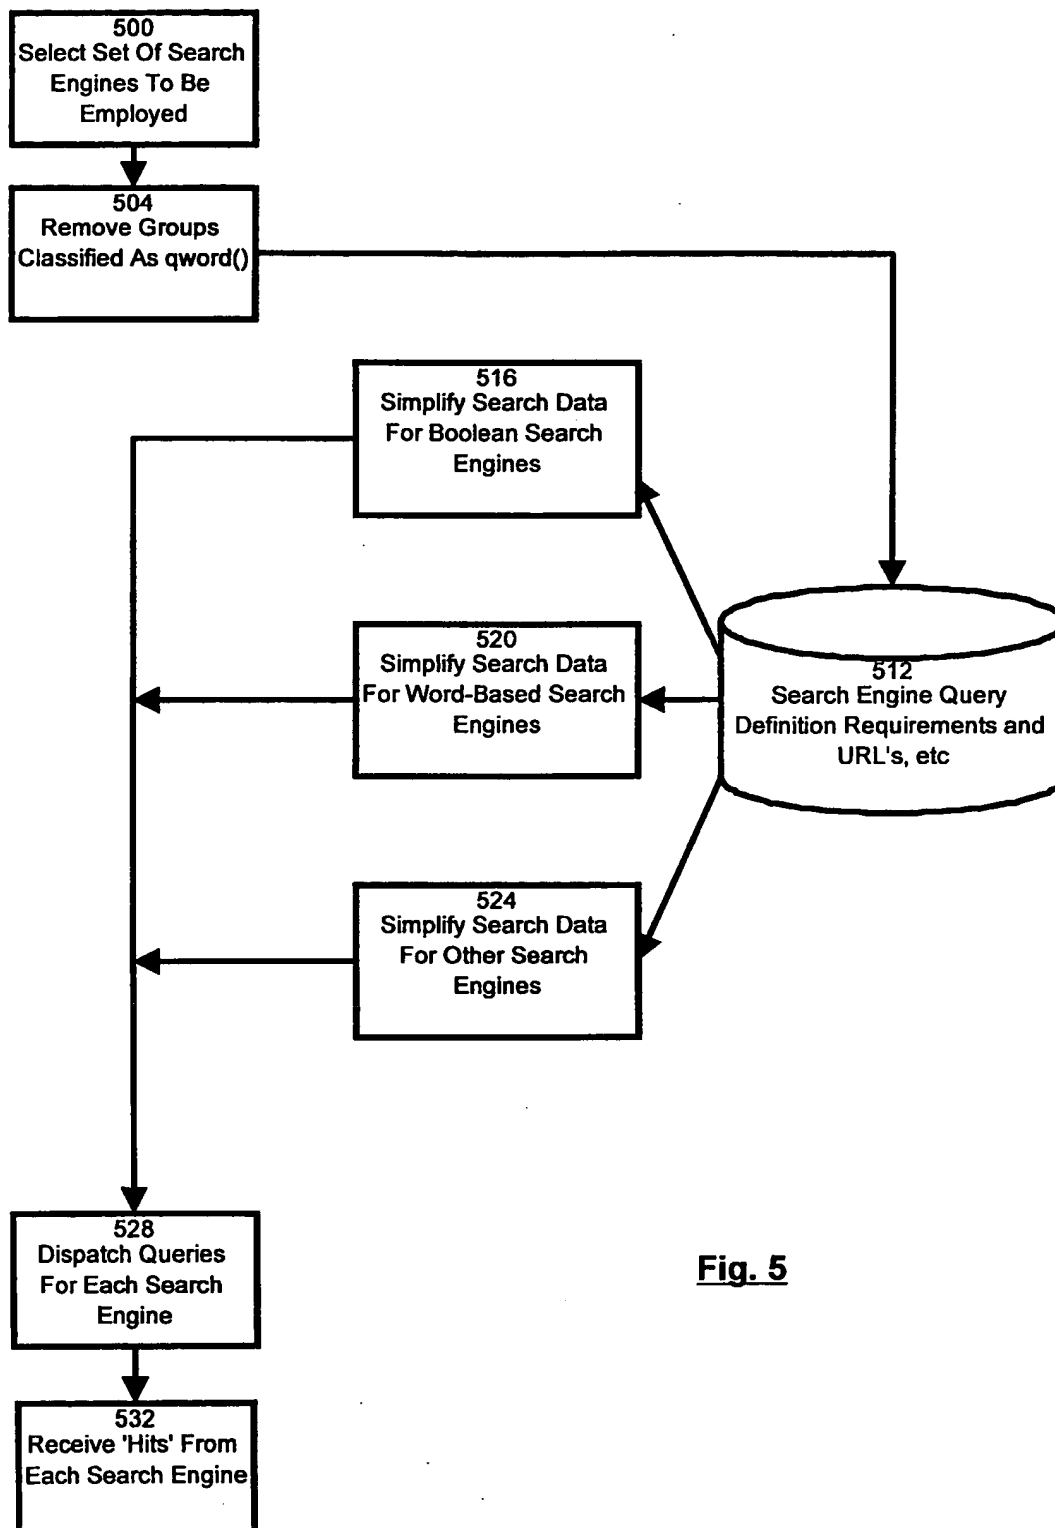 500
Select Set Of Search
Engines To Be
Employed
504
Remove Groups
Classified As qword()
516
Simplify Search Data
For Boolean Search
Engines
520
Simplify Search Data
For Word-Based Search
Engines
512
Search Engine Query
Definition Requirements and
URL's, etc
524
Simplify Search Data
For Other Search
Engines
528
Dispatch Queries
For Each Search
Engine
Fig. 5
532
Receive 'Hits' From
Each Search Engine